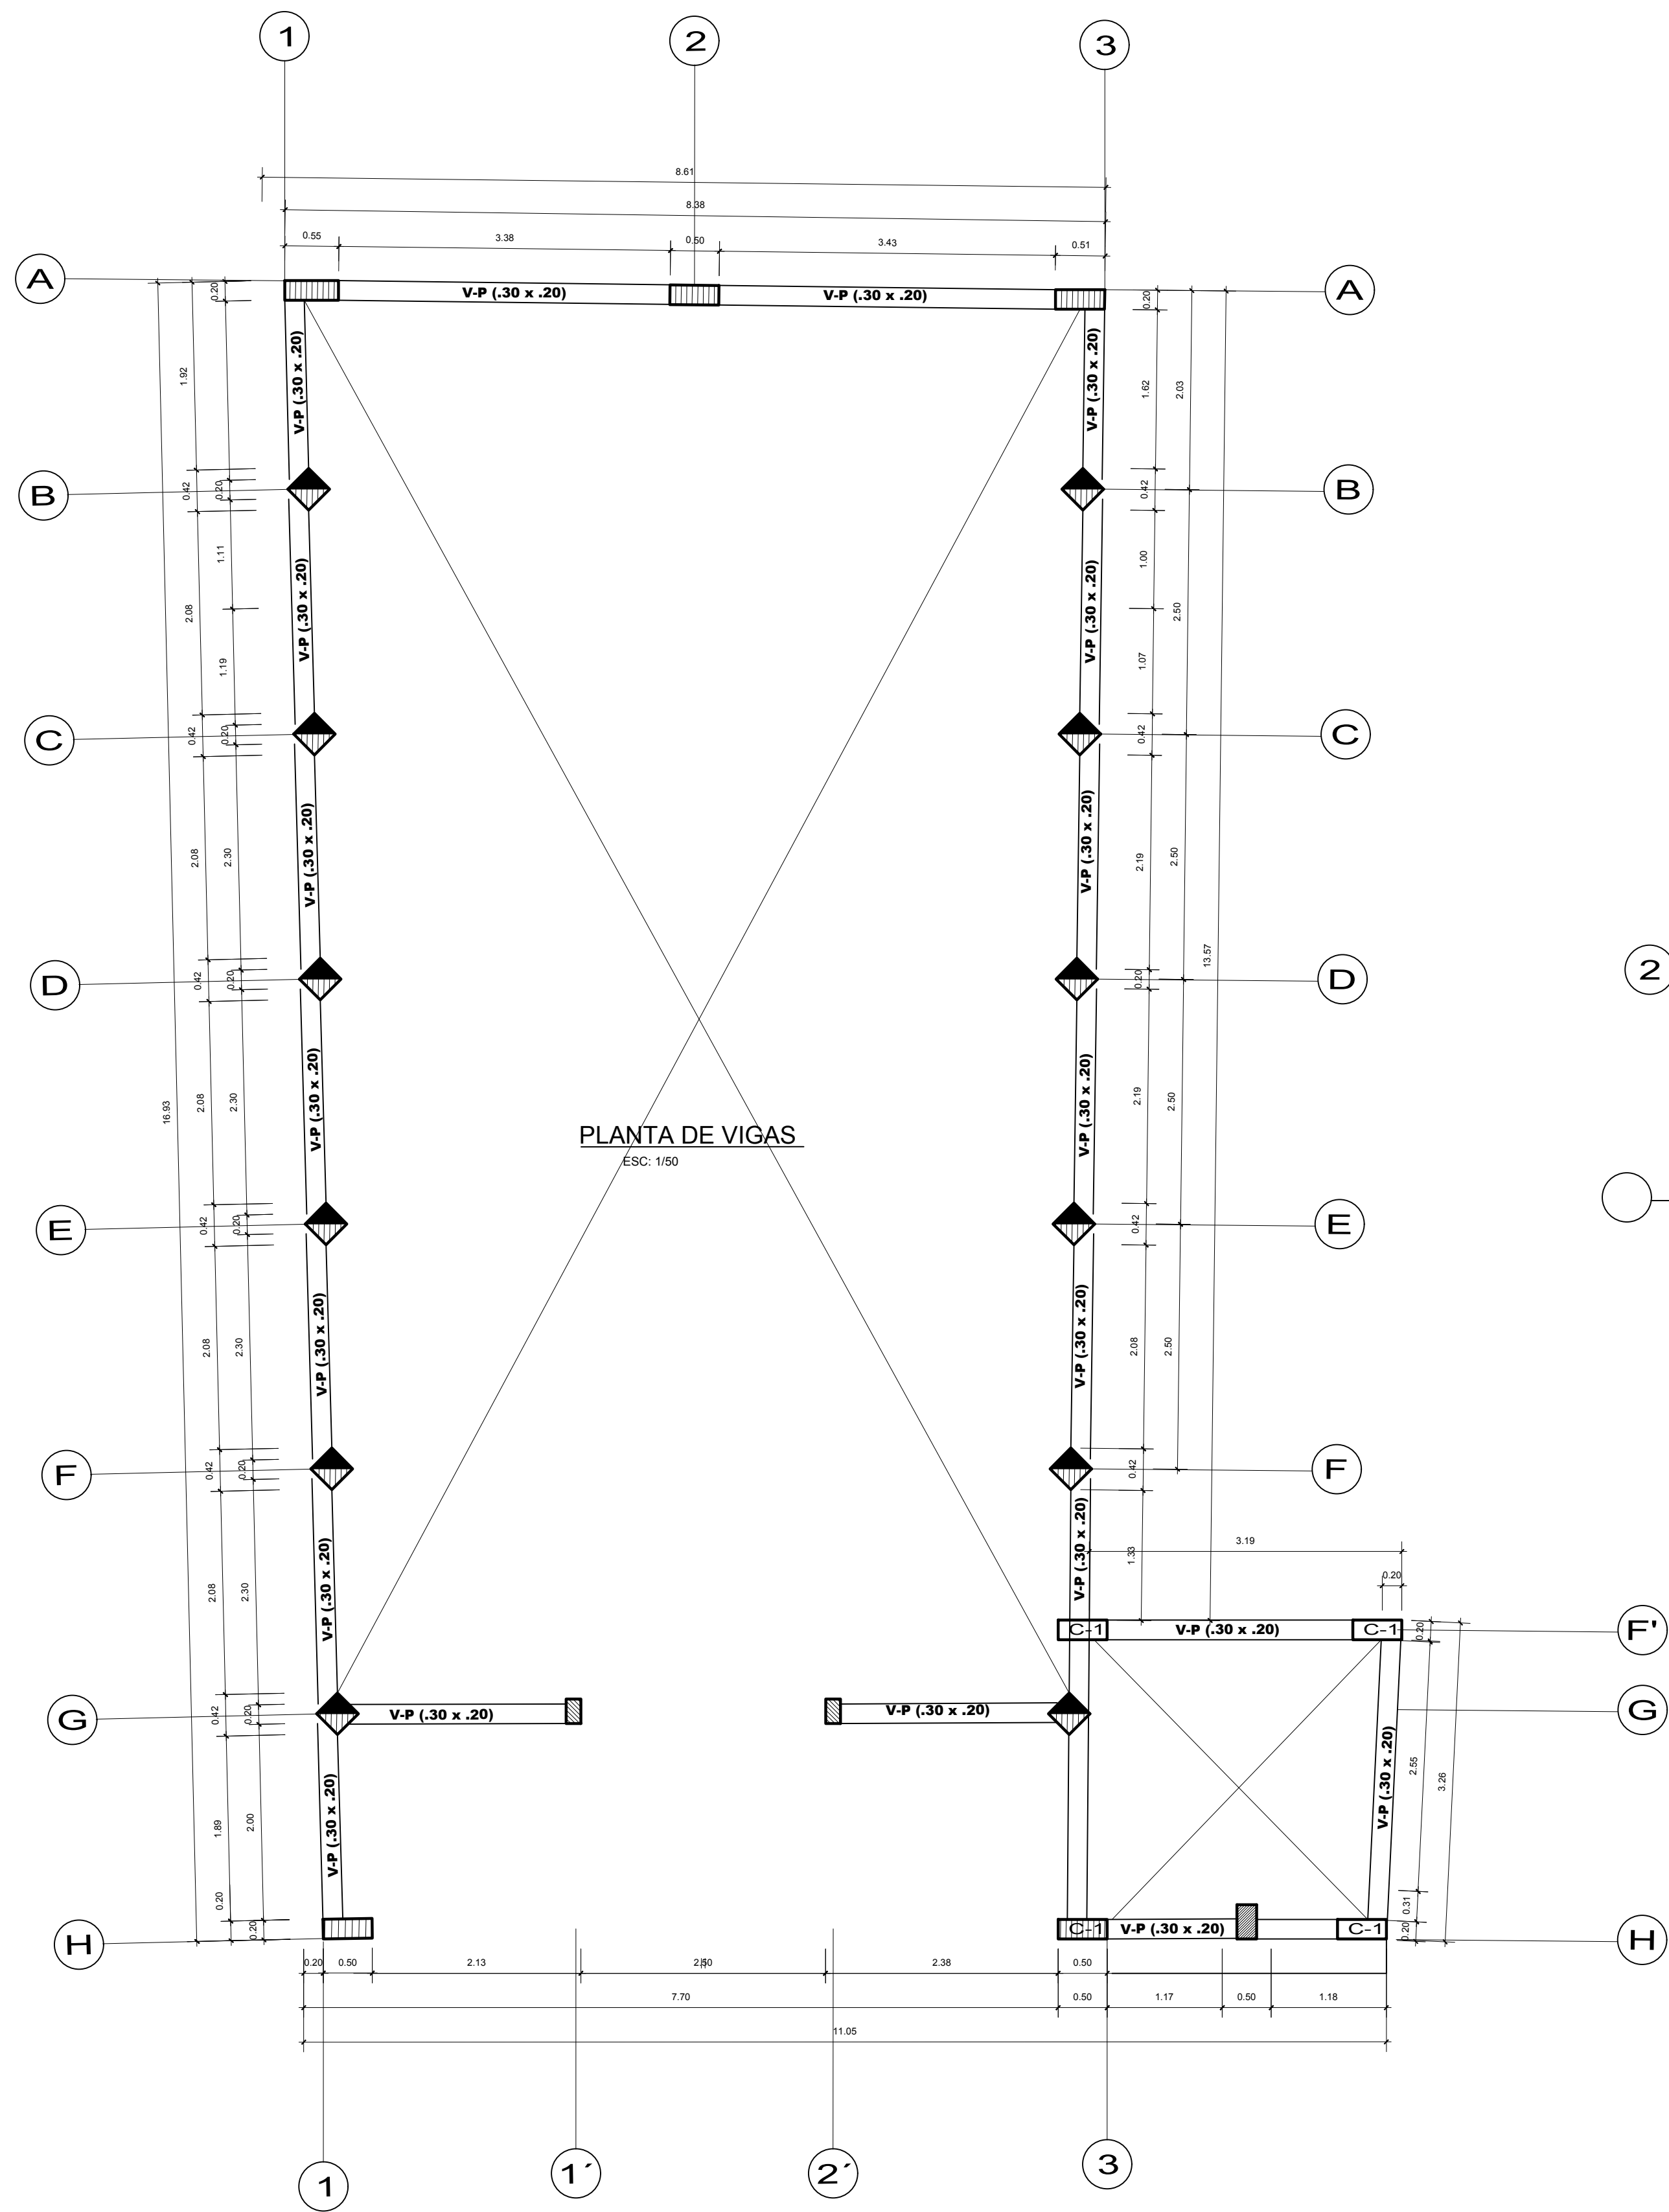 1
2
3
8.61
8.38
0.55
3.38
0.50
3.43
0.51
A
A
V-P (.30 x .20)
V-P (.30 x .20)
0.20
0.20
1.92
V-P (.30 x .20)
V-P (.30 x .20)
1.62
2.03
B
0.42
0.20
0.42
B
1.11
2.08
1.19
V-P (.30 x .20)
V-P (.30 x .20)
1.00
2.50
1.07
C
0.42
0.20
0.42
C
2.08
2.30
V-P (.30 x .20)
V-P (.30 x .20)
2.19
2.50
13.57
D
0.42
0.20
0.20
D
2
16.93
2.08
2.30
V-P (.30 x .20)
V-P (.30 x .20)
2.19
2.50
PLANTA DE VIGAS
ESC: 1/50
E
0.42
0.20
0.42
E
2.08
2.30
V-P (.30 x .20)
V-P (.30 x .20)
2.08
2.50
F
0.42
0.20
0.42
F
2.08
2.30
V-P (.30 x .20)
V-P (.30 x .20)
1.33
3.19
0.20
C-1
V-P (.30 x .20)
C-1
0.20
F'
G
0.42
0.20
V-P (.30 x .20)
V-P (.30 x .20)
G
1.89
2.00
V-P (.30 x .20)
V-P (.30 x .20)
2.55
3.26
0.20
0.31
H
0.20
C-1
V-P (.30 x .20)
C-1
0.20
H
0.20
0.50
2.13
2.50
2.38
0.50
7.70
0.50
1.17
0.50
1.18
11.05
1
1´
2´
3